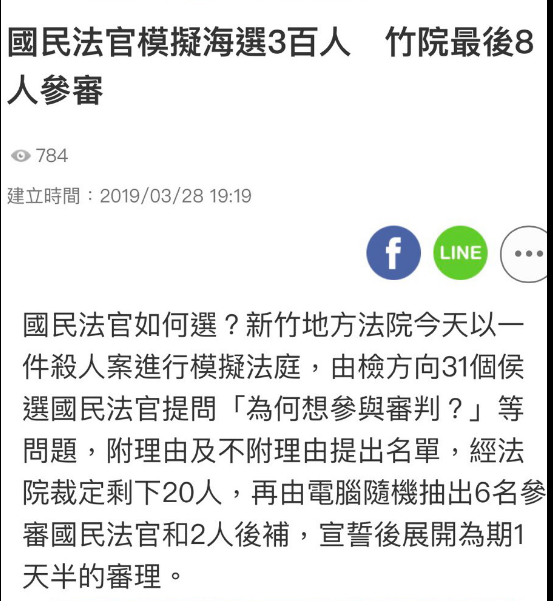 國民法官模擬海選3百人　竹院最後8
人參審
784
建立時間：2019/03/28 19:19
f
LINE
國民法官如何選？新竹地方法院今天以一
件殺人案進行模擬法庭，由檢方向31個侯
選國民法官提問「為何想參與審判？」等
問題，附理由及不附理由提出名單，經法
院裁定剩下20人，再由電腦隨機抽出6名參
審國民法官和2人後補，宣誓後展開為期1
天半的審理。